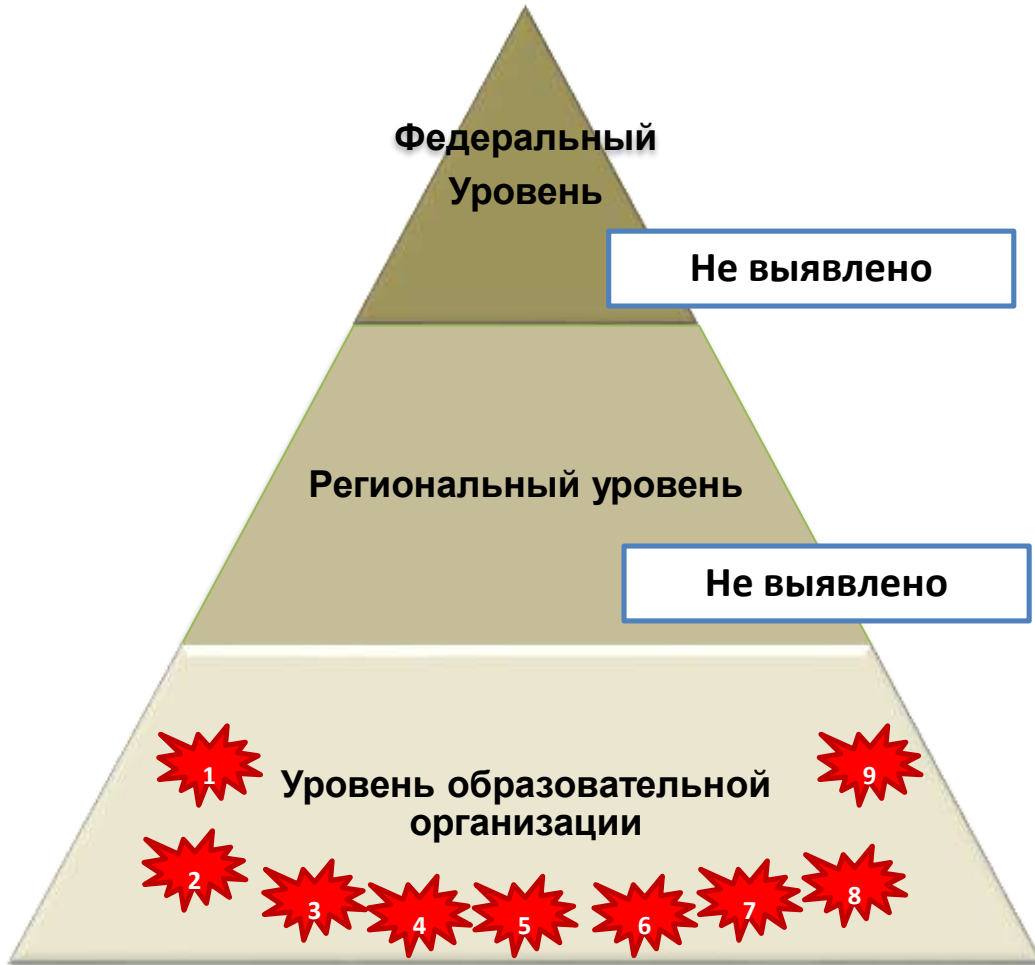 Федеральный
Уровень
Не выявлено
Региональный уровень
Не выявлено
1
9
Уровень образовательной
организации
2
3
4
5
6
7
8